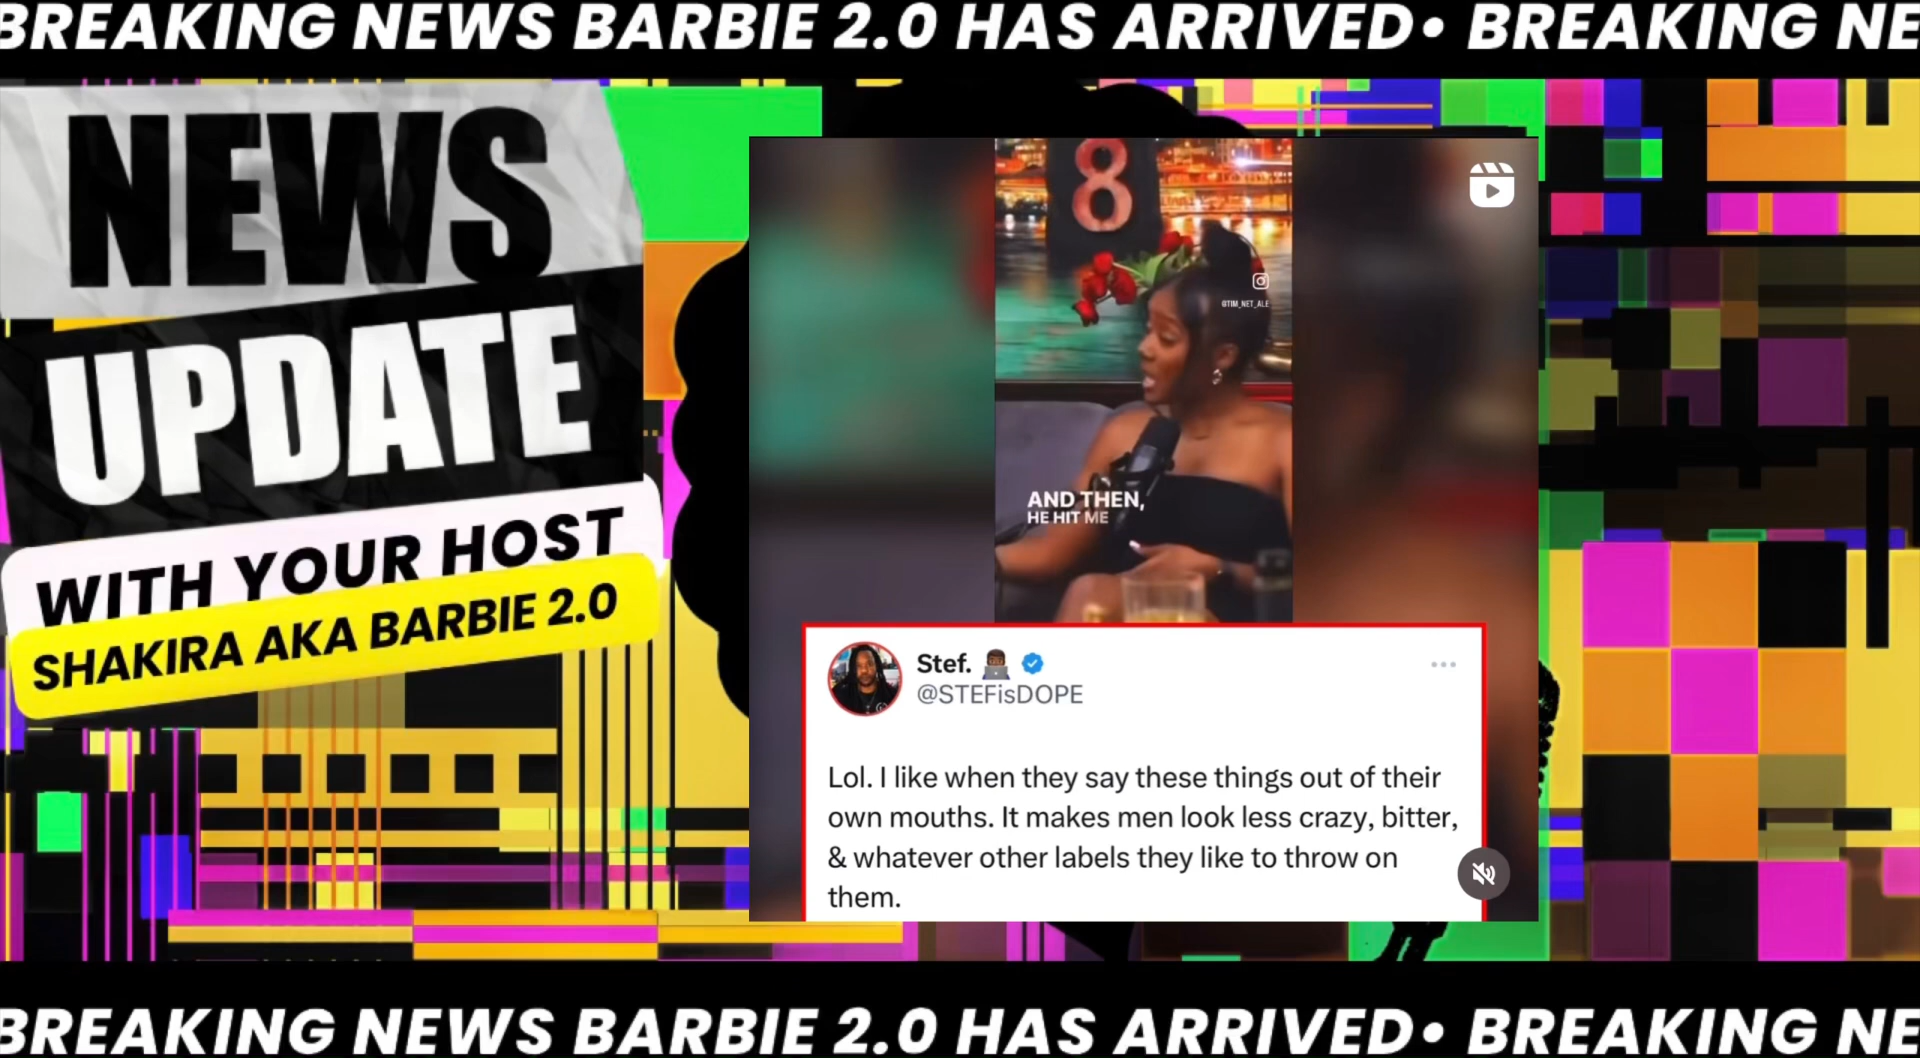 BREAKING NEWS BARBIE 2.0 HAS ARRIVED• BREAKING NE
NEWS
UPDATE
WITH YOUR HOST
SHAKIRA AKA BARBIE 2.0
8
@TIM_NET_ALE
AND THEN,
HE HIT ME
Stef.
@STEFisDOPE
Lol. I like when they say these things out of their
own mouths. It makes men look less crazy, bitter,
& whatever other labels they like to throw on
them.
BREAKING NEWS BARBIE 2.0 HAS ARRIVED• BREAKING NE